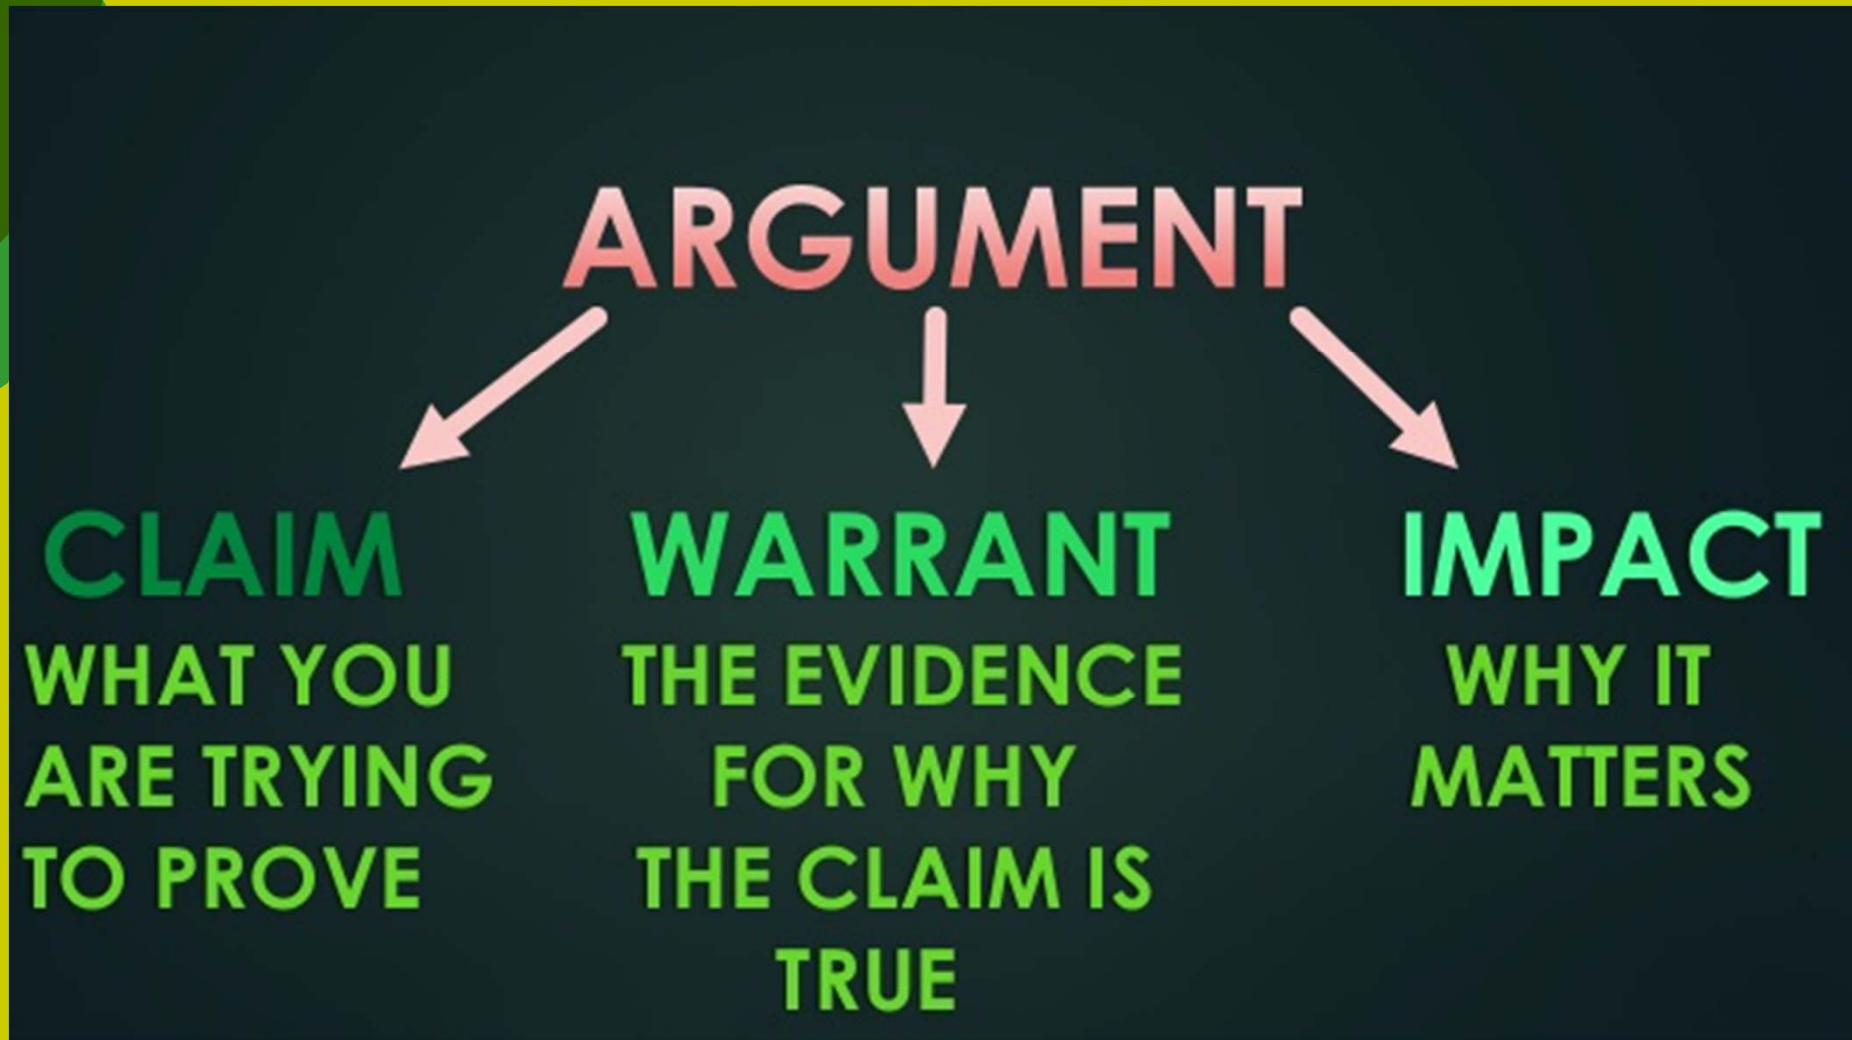 ARGUMENT
CLAIM
WHAT YOU
ARE TRYING
TO PROVE
WARRANT
THE EVIDENCE
FOR WHY
THE CLAIM IS
TRUE
IMPACT
WHY IT
MATTERS